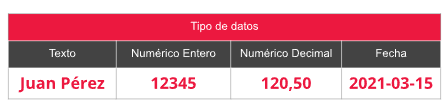 Tipo de datos
Texto Numérico Entero Numérico Decimal Fecha
Juan Pérez 12345 120,50 2021-03-15